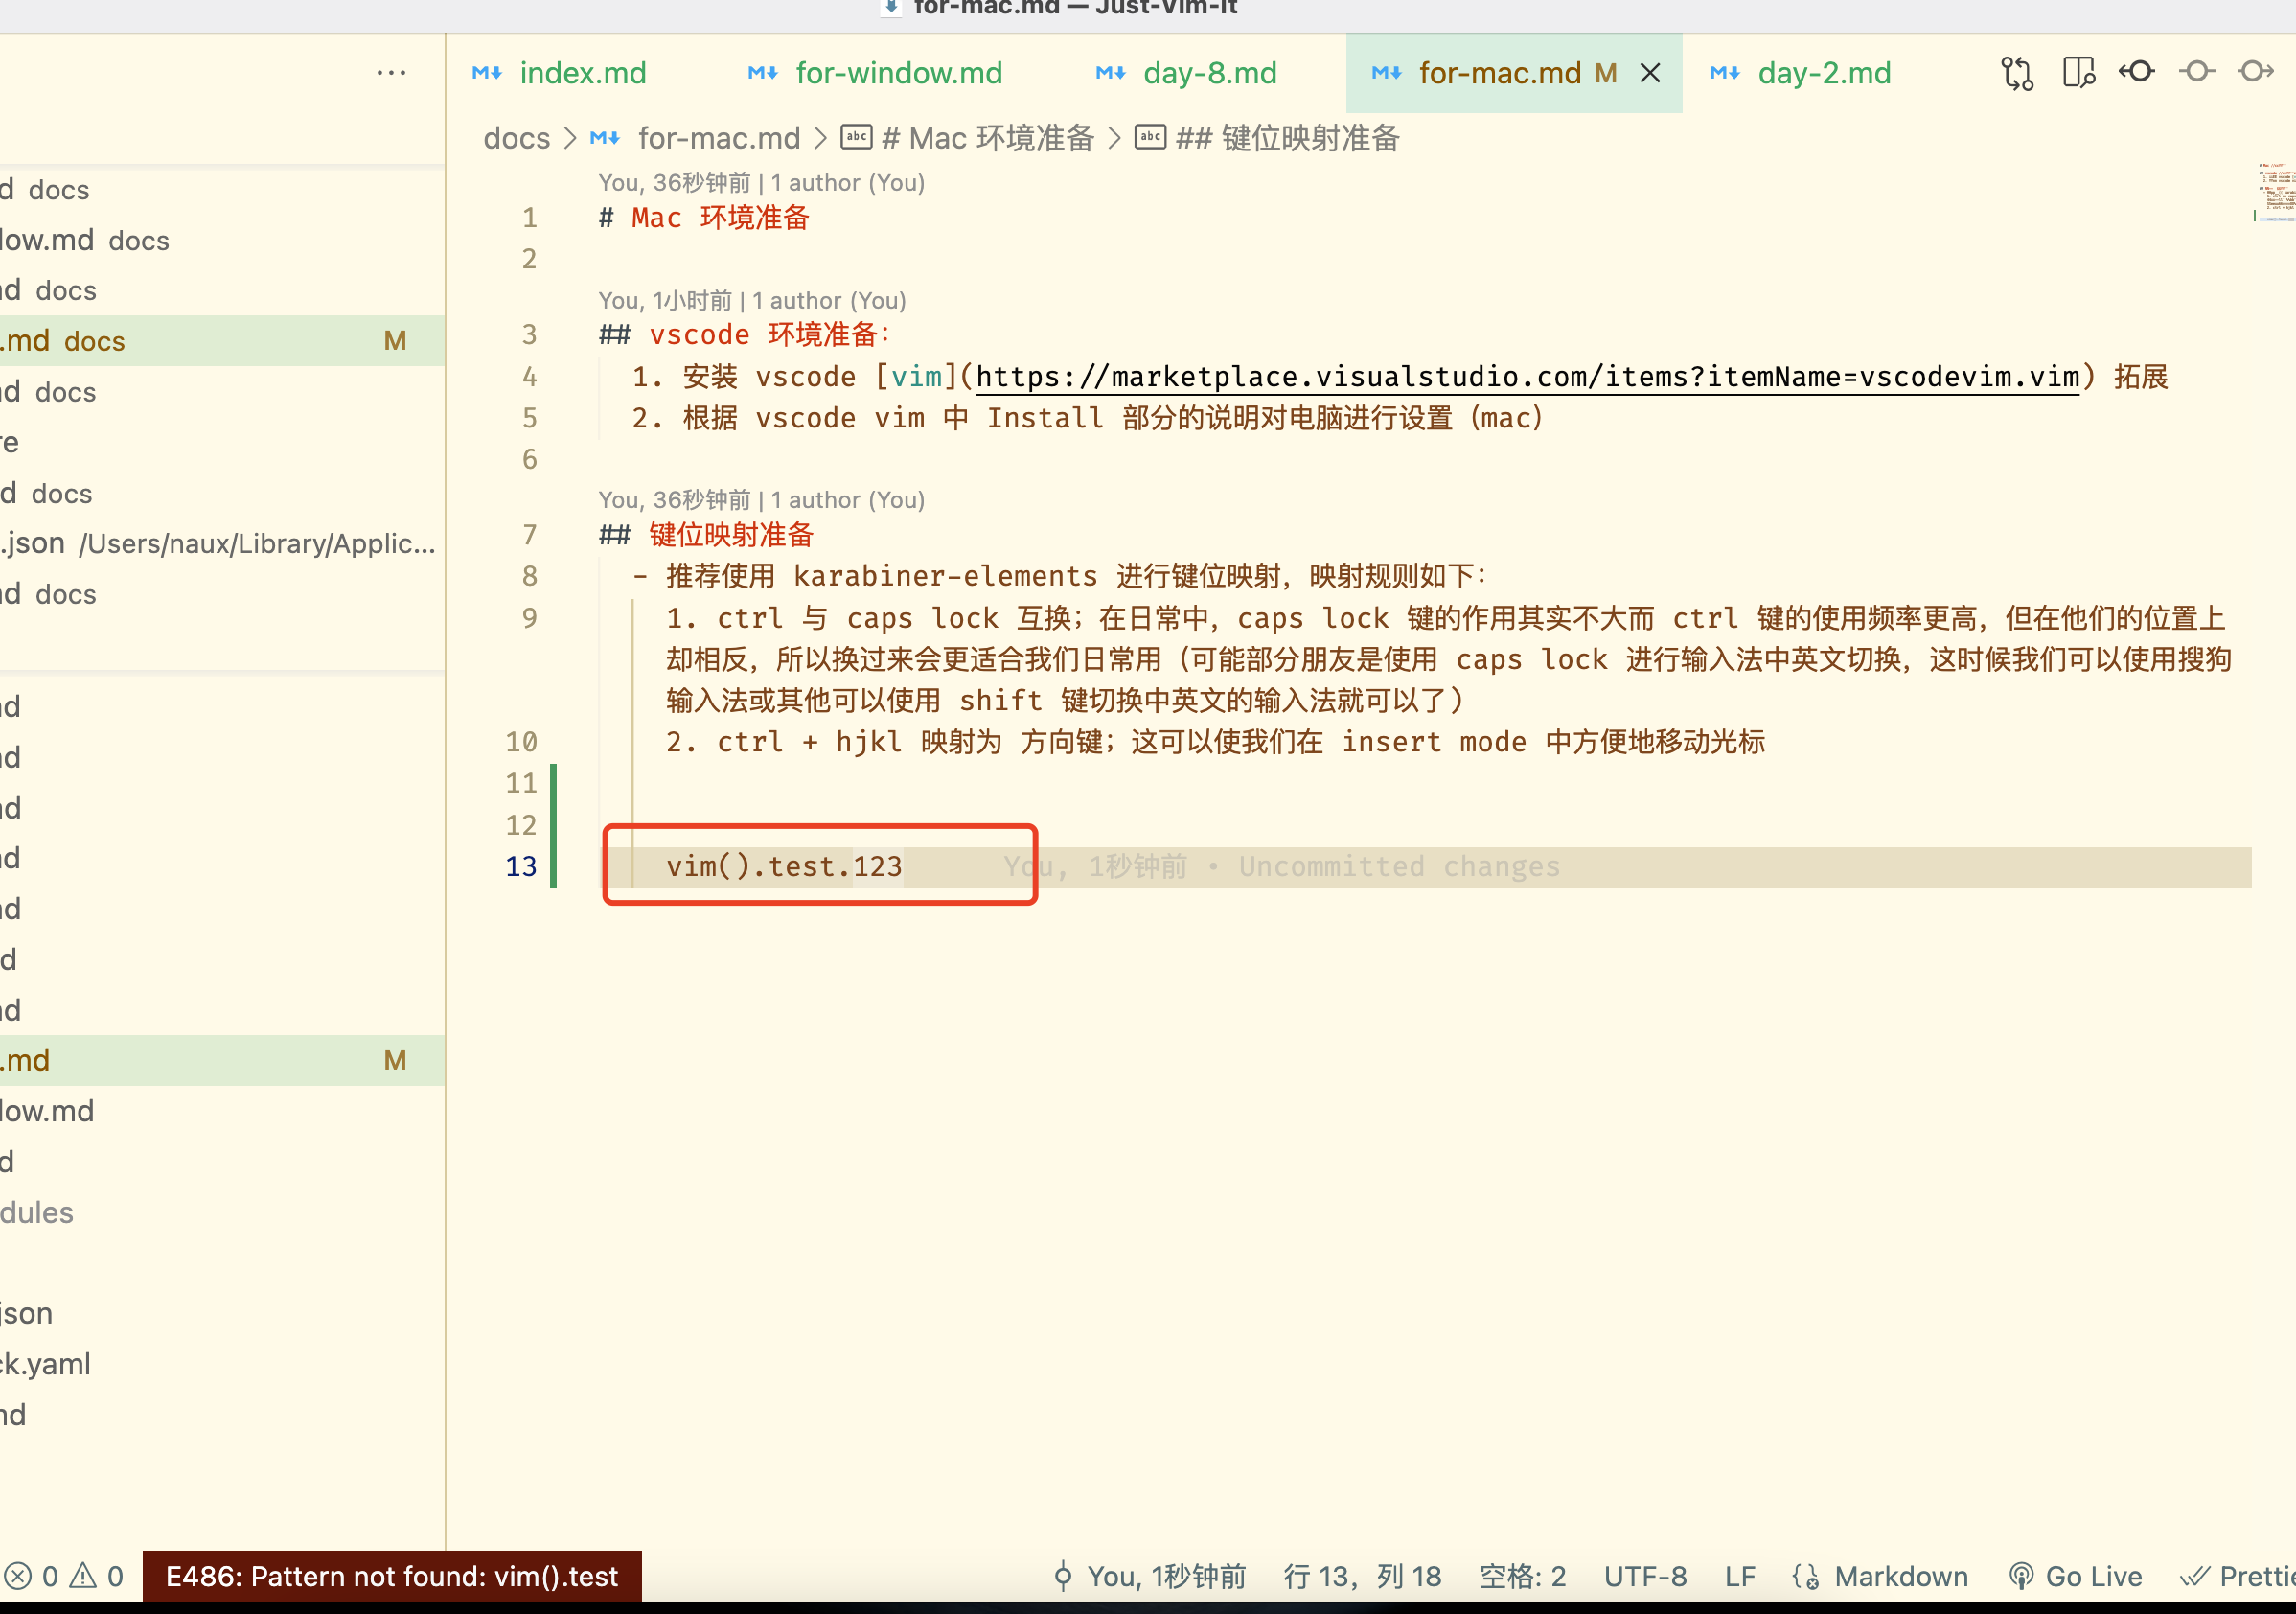 for-mac.md — Just-Vim-It
index.md
for-window.md
day-8.md
for-mac.md M
day-2.md
docs > for-mac.md > # Mac 环境准备 > ## 键位映射准备
d docs
low.md docs
nd docs
.md docs M
nd docs
re
d docs
.json /Users/naux/Library/Applic...
nd docs
nd
nd
nd
nd
nd
d
nd
.md M
low.md
d
dules
json
ck.yaml
nd
You, 36秒钟前 | 1 author (You)
1 # Mac 环境准备
2
You, 1小时前 | 1 author (You)
3 ## vscode 环境准备:
4 1. 安装 vscode [vim](https://marketplace.visualstudio.com/items?itemName=vscodevim.vim) 拓展
5 2. 根据 vscode vim 中 Install 部分的说明对电脑进行设置（mac）
6
You, 36秒钟前 | 1 author (You)
7 ## 键位映射准备
8 - 推荐使用 karabiner-elements 进行键位映射，映射规则如下：
9 1. ctrl 与 caps lock 互换；在日常中，caps lock 键的作用其实不大而 ctrl 键的使用频率更高，但在他们的位置上
却相反，所以换过来会更适合我们日常用（可能部分朋友是使用 caps lock 进行输入法中英文切换，这时候我们可以使用搜狗
输入法或其他可以使用 shift 键切换中英文的输入法就可以了）
10 2. ctrl + hjkl 映射为 方向键；这可以使我们在 insert mode 中方便地移动光标
11
12
13 vim().test.123 You, 1秒钟前 • Uncommitted changes
0 0 E486: Pattern not found: vim().test You, 1秒钟前 行 13，列 18 空格: 2 UTF-8 LF Markdown Go Live Prettie